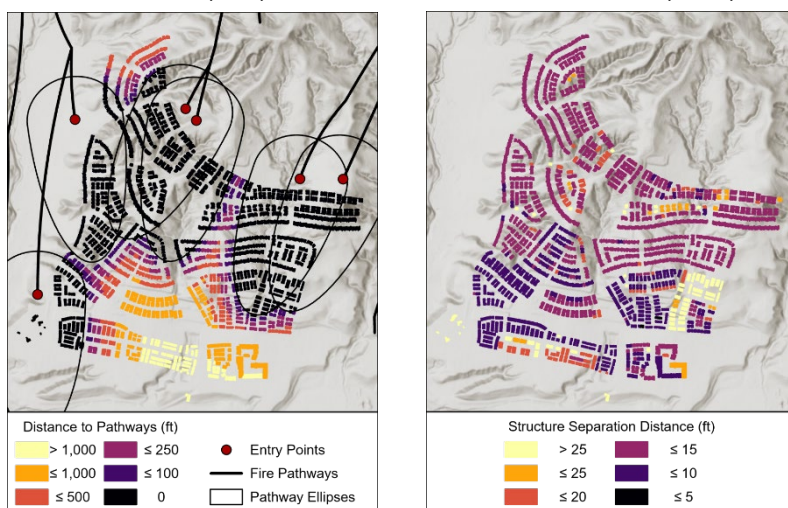 Distance to Pathways (ft)
> 1,000
≤ 250
Entry Points
≤ 1,000
≤ 100
Fire Pathways
≤ 500
0
Pathway Ellipses
Structure Separation Distance (ft)
> 25
≤ 15
≤ 25
≤ 10
≤ 20
≤ 5